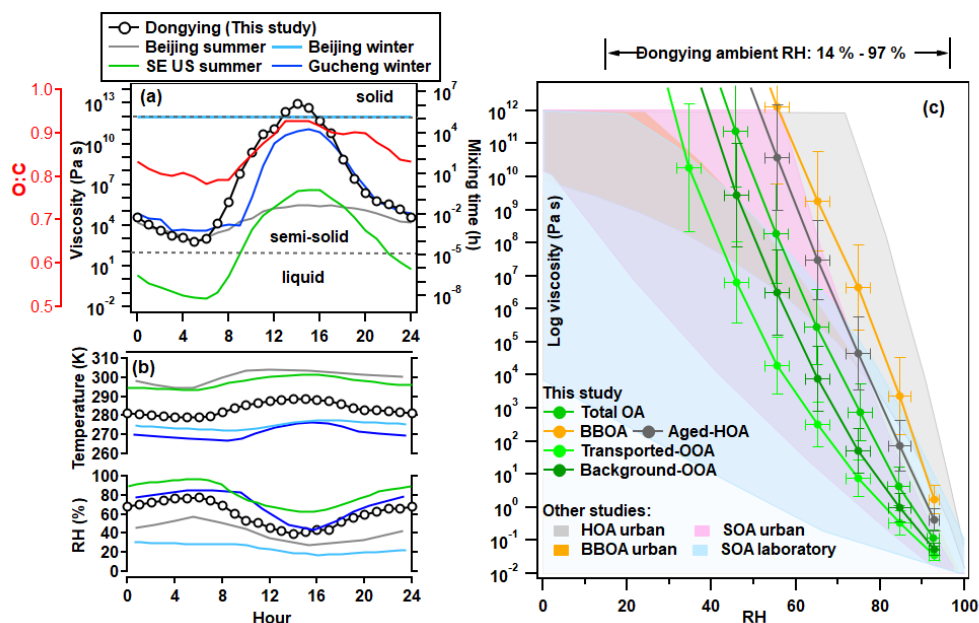 Dongying (This study)
Beijing summer
Beijing winter
SE US summer
Gucheng winter
(a)
solid
semi-solid
liquid
O:C
1.0
0.9
0.8
0.7
0.6
0.5
Viscosity (Pa s)
10^13
10^10
10^7
10^4
10^1
10^-2
Mixing time (h)
10^7
10^4
10^1
10^-2
10^-5
10^-8
0 4 8 12 16 20 24
(b)
Temperature (K)
310
300
290
280
270
260
0 4 8 12 16 20 24
RH (%)
100
80
60
40
20
0
0 4 8 12 16 20 24
Hour
Dongying ambient RH: 14 % - 97 %
(c)
Log viscosity (Pa s)
10^12
10^11
10^10
10^9
10^8
10^7
10^6
10^5
10^4
10^3
10^2
10^1
10^0
10^-1
10^-2
This study
Total OA
BBOA
Aged-HOA
Transported-OOA
Background-OOA
Other studies:
HOA urban
SOA urban
BBOA urban
SOA laboratory
0 20 40 60 80 100
RH